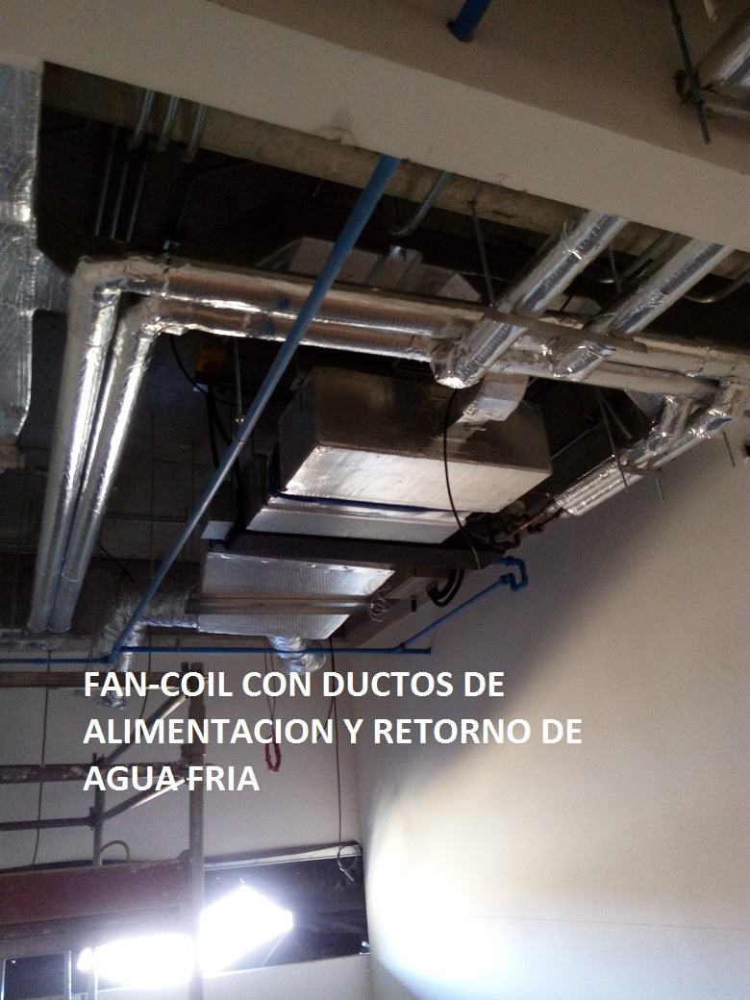 FAN-COIL CON DUCTOS DE
ALIMENTACION Y RETORNO DE
AGUA FRIA